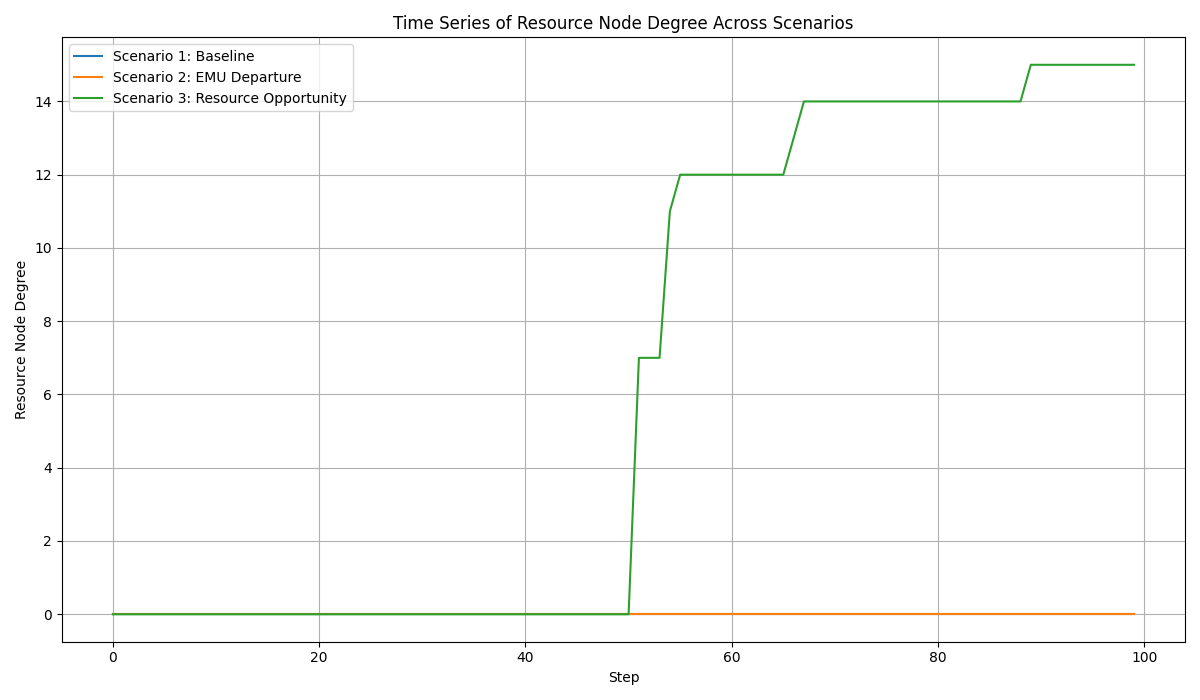 Time Series of Resource Node Degree Across Scenarios
Scenario 1: Baseline
Scenario 2: EMU Departure
Scenario 3: Resource Opportunity
Resource Node Degree
14
12
10
8
6
4
2
0
0 20 40 60 80 100
Step